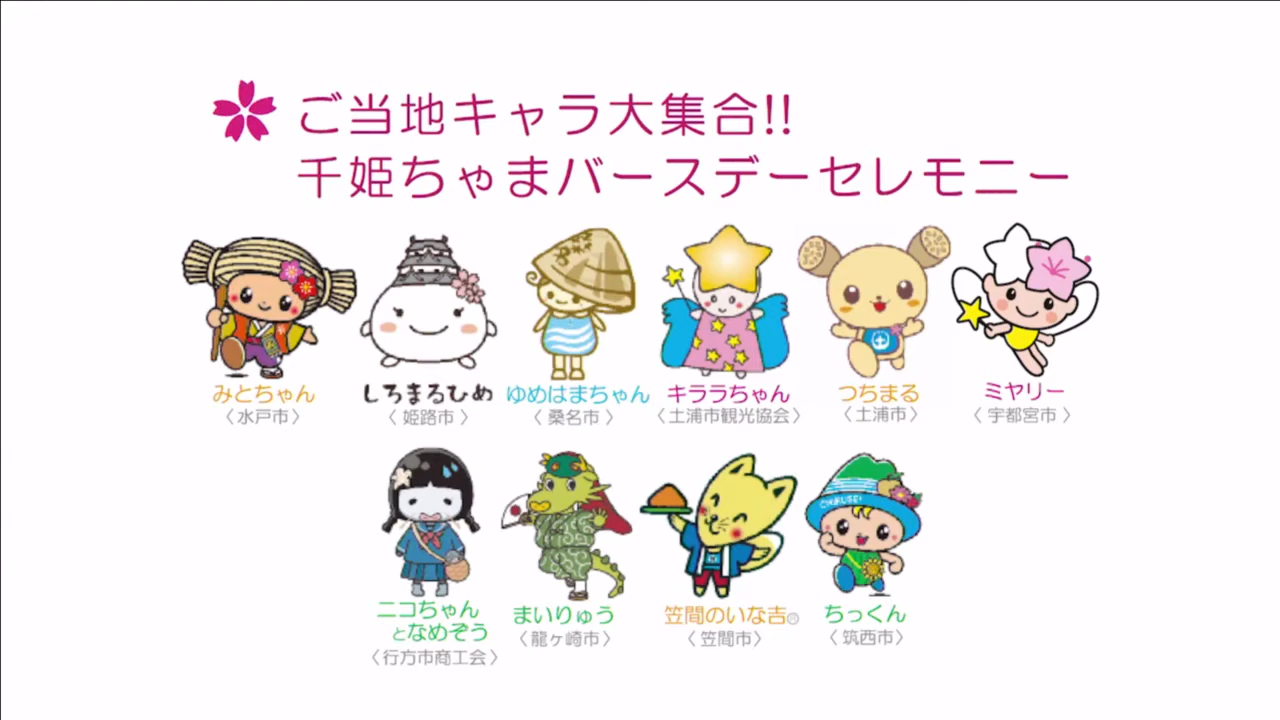 ご当地キャラ大集合!!
千姫ちゃまバースデーセレモニー
みとちゃん
〈水戸市〉
しろまるひめ
〈姫路市〉
ゆめはまちゃん
〈桑名市〉
キララちゃん
〈土浦市観光協会〉
つちまる
〈土浦市〉
ミヤリー
〈宇都宮市〉
ニコちゃん
となめぞう
〈行方市商工会〉
まいりゅう
〈龍ヶ崎市〉
笠間のいな吉®
〈笠間市〉
ちっくん
〈筑西市〉